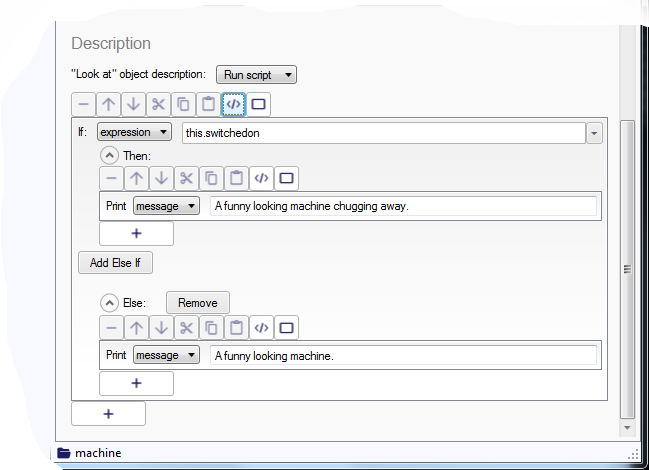 Description
"Look at" object description: Run script
If: expression this.switchedon
Then:
Print message A funny looking machine chugging away.
Add Else If
Else: Remove
Print message A funny looking machine.
machine